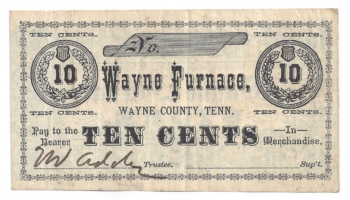 TEN CENTS. No. TEN CENTS.
10 Wayne Furnace, 10
WAYNE COUNTY, TENN.
TEN CENTS. TEN CENTS.
Pay to the Bearer TEN CENTS —In— Merchandise.
Trustee. Sup't.